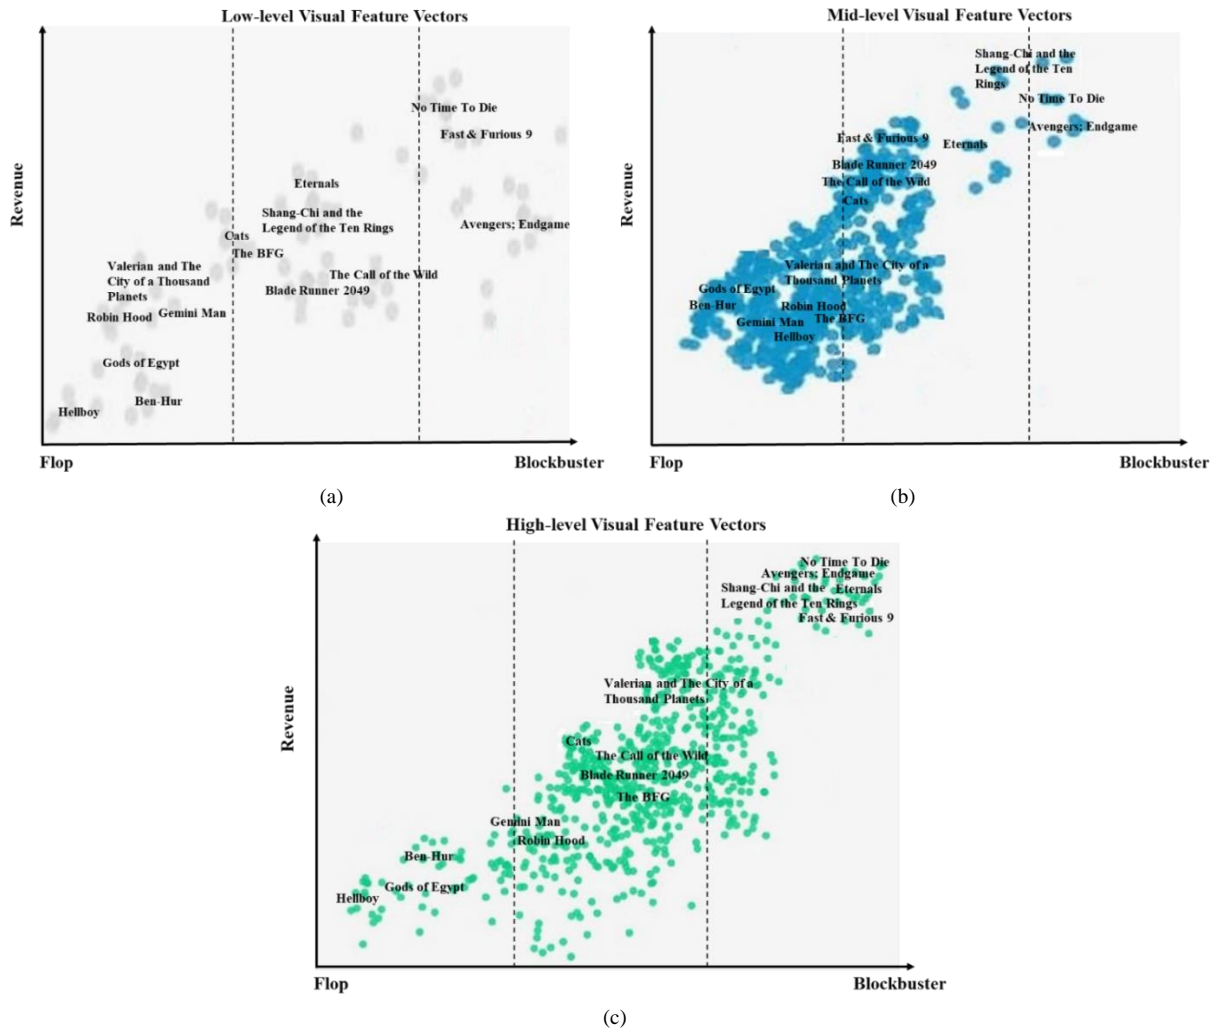 Low-level Visual Feature Vectors
Revenue
No Time To Die
Fast & Furious 9
Eternals
Shang-Chi and the
Legend of the Ten Rings
Avengers; Endgame
Cats
The BFG
Valerian and The
City of a Thousand
Planets
The Call of the Wild
Blade Runner 2049
Robin Hood
Gemini Man
Gods of Egypt
Ben-Hur
Hellboy
Flop
Blockbuster
(a)
Mid-level Visual Feature Vectors
Revenue
Shang-Chi and the
Legend of the Ten
Rings
No Time To Die
Avengers; Endgame
Fast & Furious 9
Eternals
Blade Runner 2049
The Call of the Wild
Cats
Valerian and The City of a
Thousand Planets
Gods of Egypt
Ben-Hur
Robin Hood
The BFG
Gemini Man
Hellboy
Flop
Blockbuster
(b)
High-level Visual Feature Vectors
Revenue
No Time To Die
Avengers; Endgame
Shang-Chi and the
Legend of the Ten Rings
Eternals
Fast & Furious 9
Valerian and The City of a
Thousand Planets
Cats
The Call of the Wild
Blade Runner 2049
The BFG
Gemini Man
Robin Hood
Ben-Hur
Gods of Egypt
Hellboy
Flop
Blockbuster
(c)